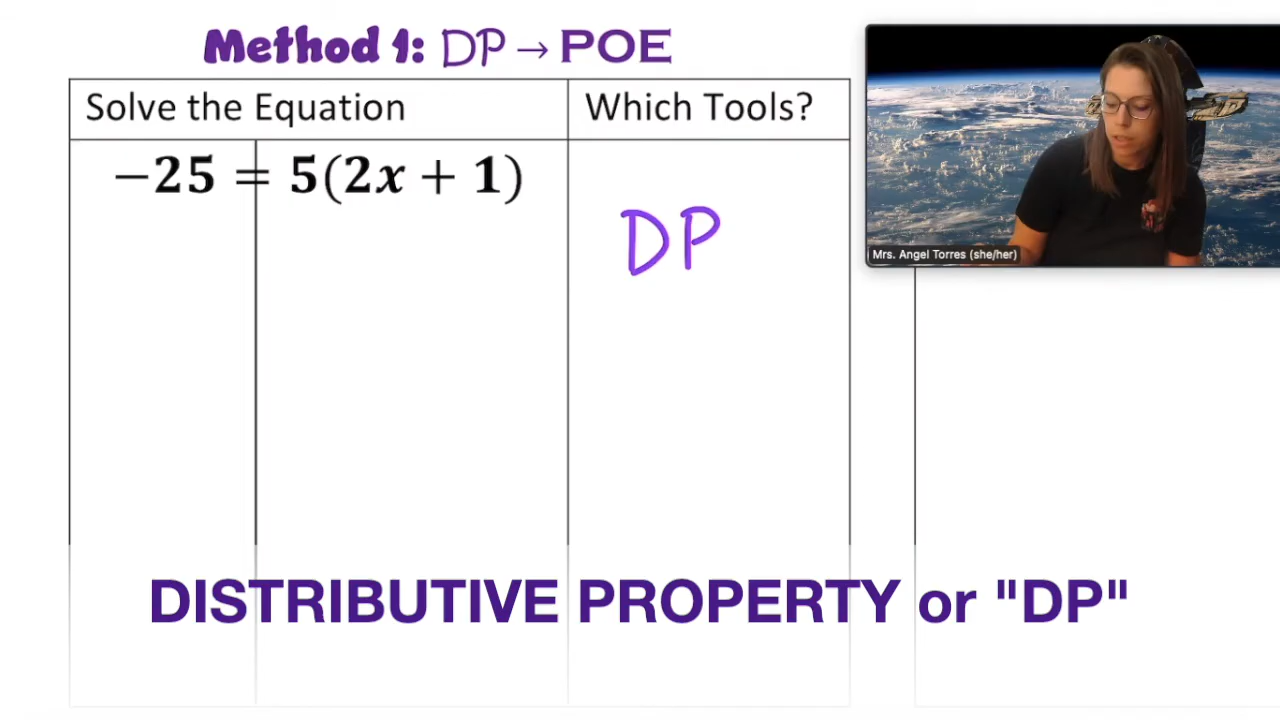 Method 1: DP → POE
Solve the Equation
Which Tools?
−25 = 5(2x + 1)
DP
Mrs. Angel Torres (she/her)
DISTRIBUTIVE PROPERTY or "DP"